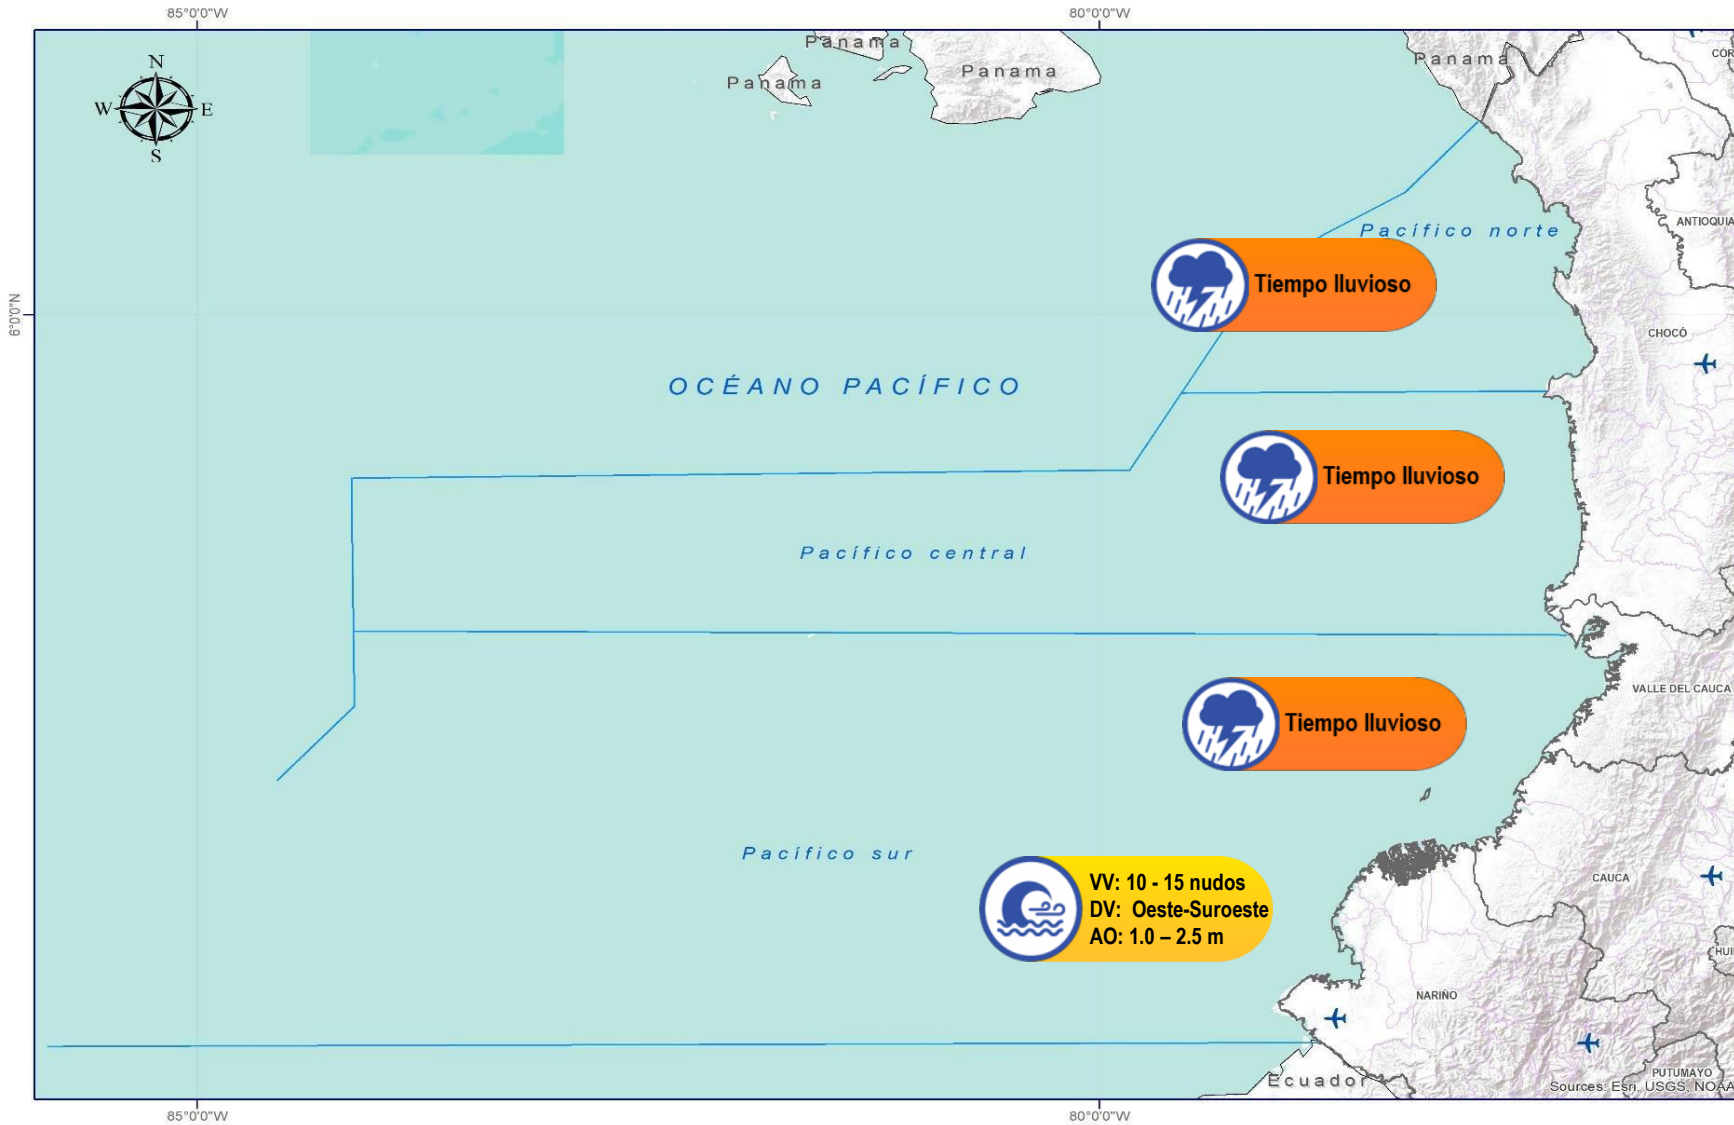 85°0'0"W
80°0'0"W
Panama
Panama
Panama
Panama
N
W
E
S
ANTIOQUIA
Pacífico norte
Tiempo lluvioso
6°0'0"N
CHOCÓ
OCÉANO PACÍFICO
Tiempo lluvioso
Pacífico central
VALLE DEL CAUCA
Tiempo lluvioso
Pacífico sur
VV: 10 - 15 nudos
DV: Oeste-Suroeste
AO: 1.0 – 2.5 m
CAUCA
NARIÑO
PUTUMAYO
Ecuador
Sources: Esri, USGS, NOAA
85°0'0"W
80°0'0"W